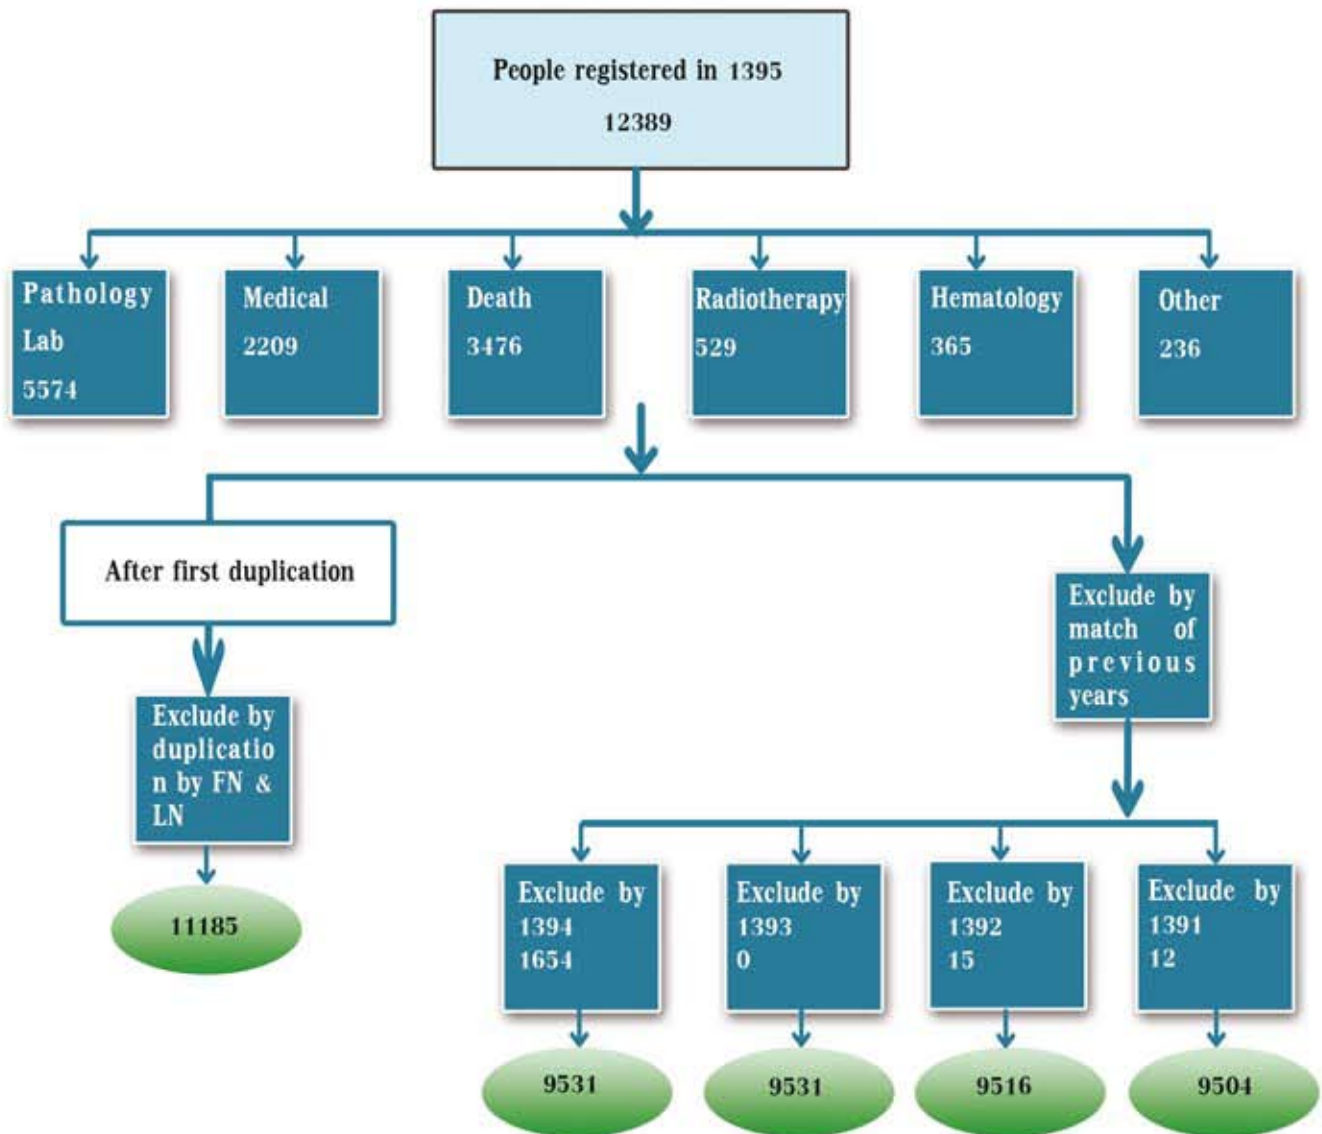 People registered in 1395
12389
Pathology
Lab
5574
Medical
2209
Death
3476
Radiotherapy
529
Hematology
365
Other
236
After first duplication
Exclude by
match of
previous
years
Exclude by
duplicatio
n by FN &
LN
11185
Exclude by
1394
1654
Exclude by
1393
0
Exclude by
1392
15
Exclude by
1391
12
9531
9531
9516
9504